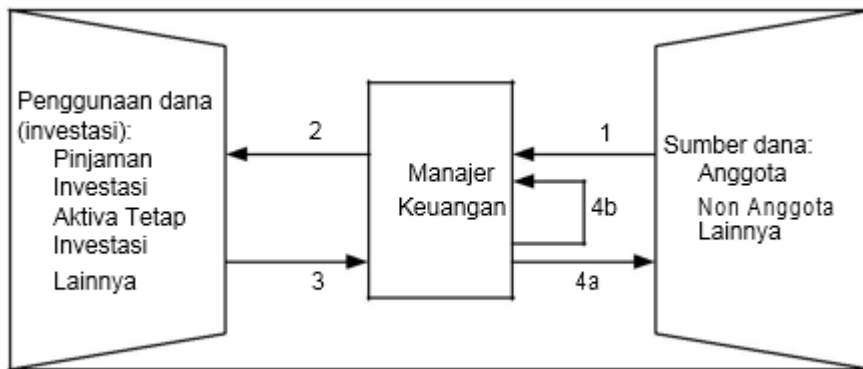 Penggunaan dana
(investasi):
Pinjaman
Investasi
Aktiva Tetap
Investasi
Lainnya
2
3
Manajer
Keuangan
1
4b
4a
Sumber dana:
Anggota
Non Anggota
Lainnya